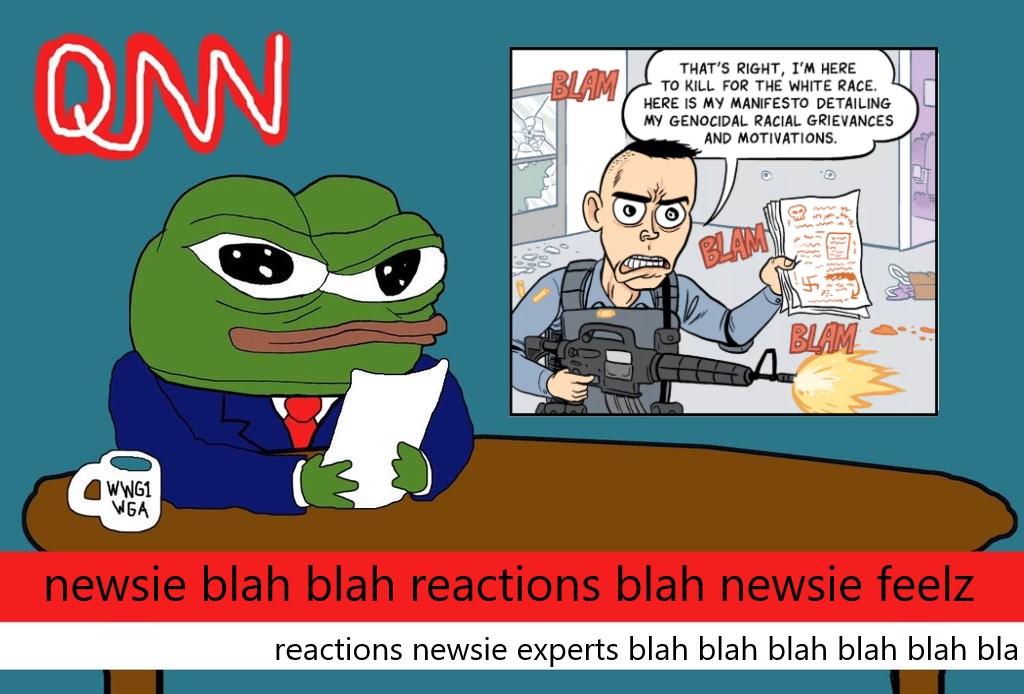 QNN
BLAM
THAT'S RIGHT, I'M HERE
TO KILL FOR THE WHITE RACE.
HERE IS MY MANIFESTO DETAILING
MY GENOCIDAL RACIAL GRIEVANCES
AND MOTIVATIONS.
BLAM
BLAM
WWG1
WGA
newsie blah blah reactions blah newsie feelz
reactions newsie experts blah blah blah blah blah bla